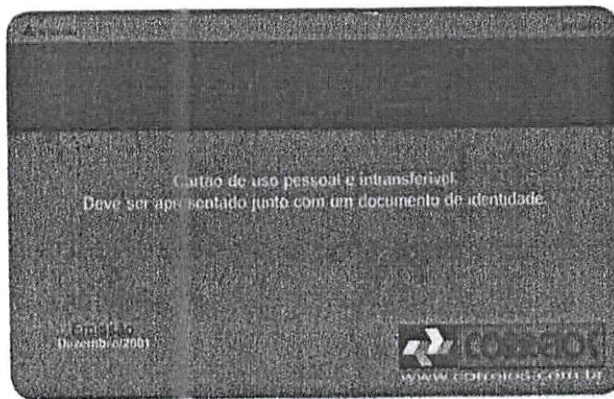 Cartão de uso pessoal e intransferível.
Deve ser apresentado junto com um documento de identidade.
Emissão
Dezembro/2001
CORREIOS
www.correios.com.br